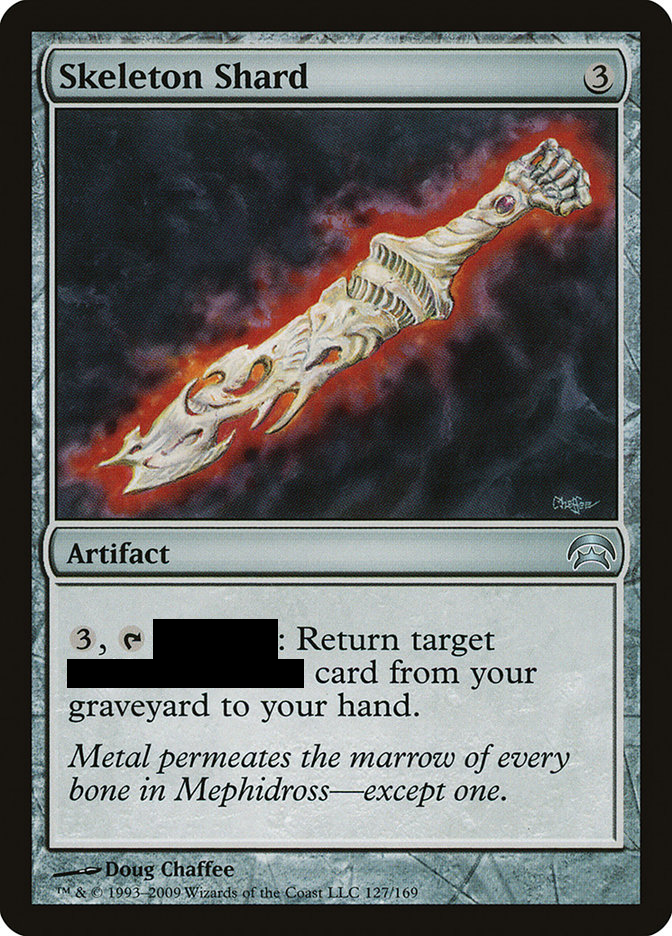 Skeleton Shard 3
Chaffee
Artifact
3, : Return target
card from your
graveyard to your hand.
Metal permeates the marrow of every
bone in Mephidross—except one.
Doug Chaffee
™ & © 1993–2009 Wizards of the Coast LLC 127/169